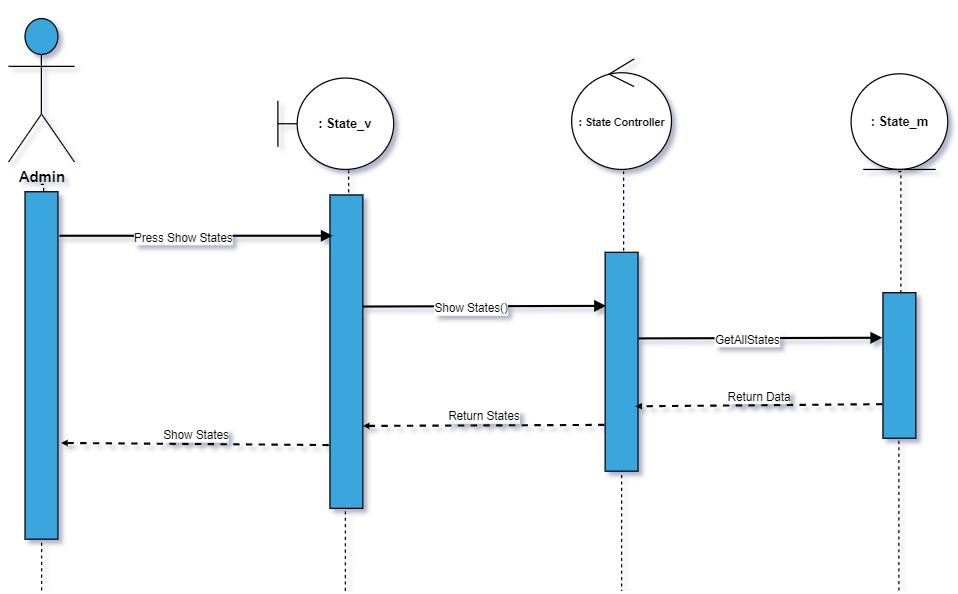 : State_v
: State Controller
: State_m
Admin
Press Show States
Show States()
GetAllStates
Return Data
Return States
Show States